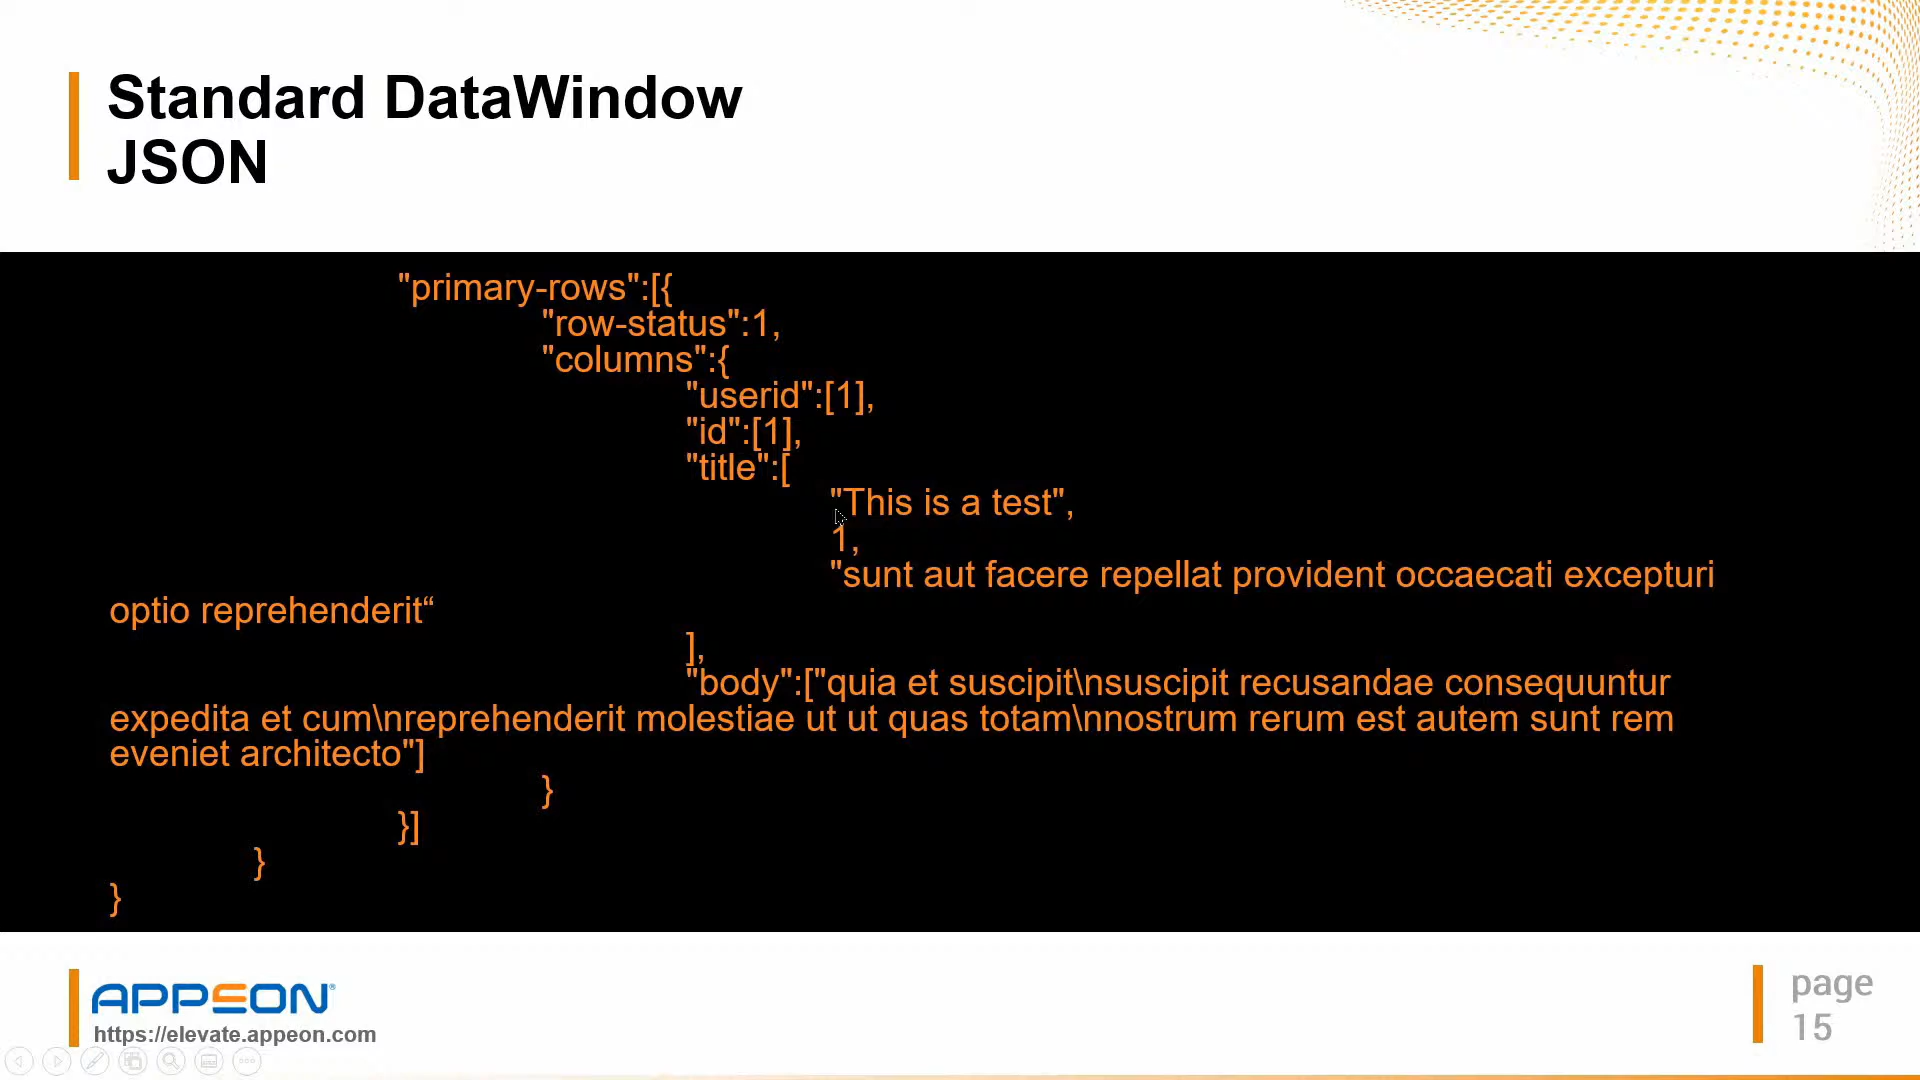 Standard DataWindow
JSON
"primary-rows":[{
"row-status":1,
"columns":{
"userid":[1],
"id":[1],
"title":[
"This is a test",
1,
"sunt aut facere repellat provident occaecati excepturi
optio reprehenderit“
],
"body":["quia et suscipit\nsuscipit recusandae consequuntur
expedita et cum\nreprehenderit molestiae ut ut quas totam\nnostrum rerum est autem sunt rem
eveniet architecto"]
}
}]
}
}
APPEON®
https://elevate.appeon.com
page
15